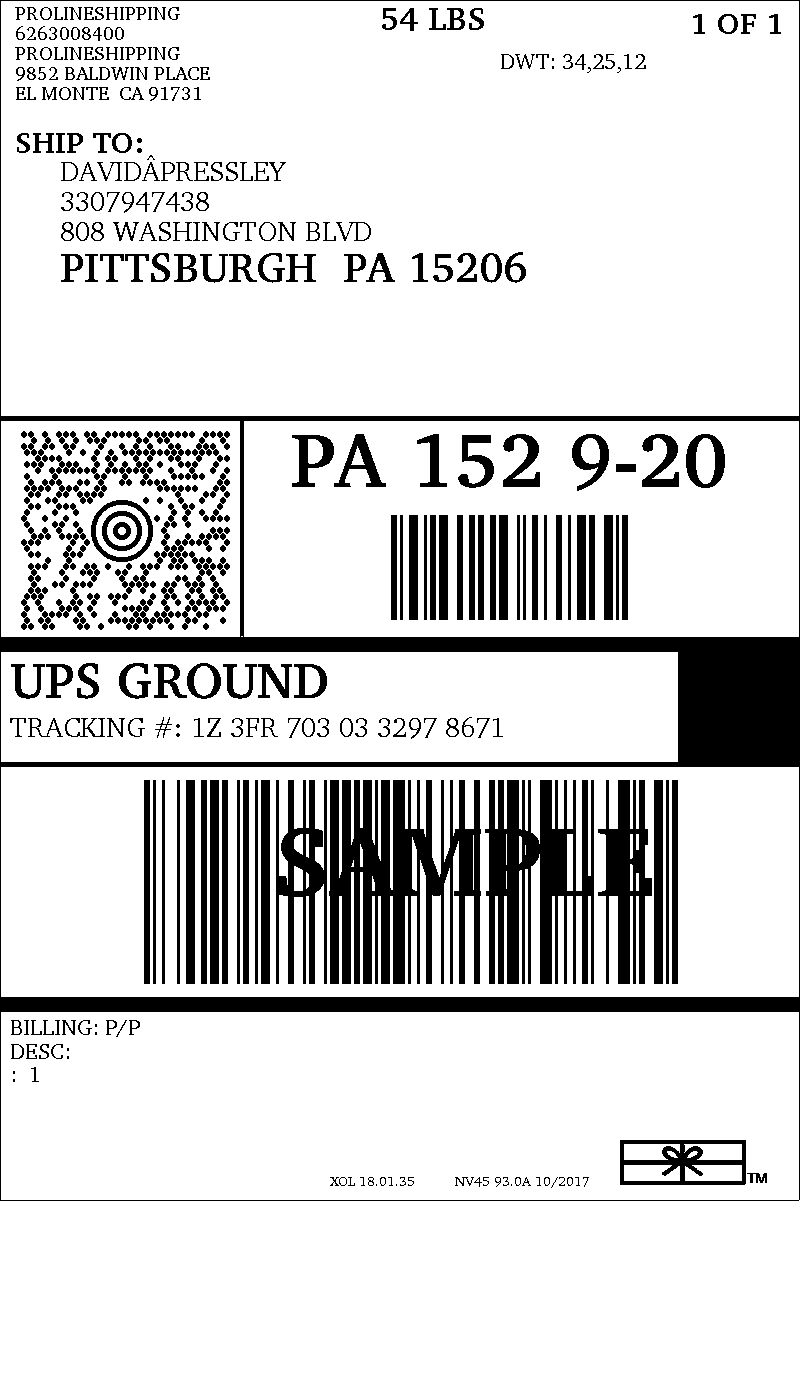 PROLINESHIPPING
6263008400
PROLINESHIPPING
9852 BALDWIN PLACE
EL MONTE  CA 91731
54 LBS
1 OF 1
DWT: 34,25,12
SHIP TO:
DAVIDÂPRESSLEY
3307947438
808 WASHINGTON BLVD
PITTSBURGH  PA 15206
PA 152 9-20
UPS GROUND
TRACKING #: 1Z 3FR 703 03 3297 8671
SAMPLE
BILLING: P/P
DESC:
:  1
XOL 18.01.35
NV45 93.0A 10/2017
TM